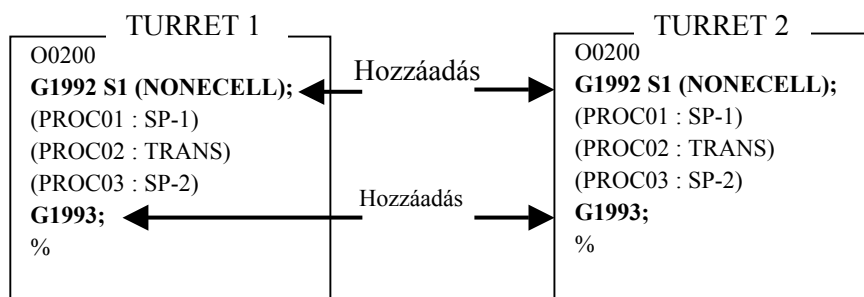 TURRET 1
O0200
G1992 S1 (NONECELL);
(PROC01 : SP-1)
(PROC02 : TRANS)
(PROC03 : SP-2)
G1993;
%
Hozzáadás
Hozzáadás
TURRET 2
O0200
G1992 S1 (NONECELL);
(PROC01 : SP-1)
(PROC02 : TRANS)
(PROC03 : SP-2)
G1993;
%